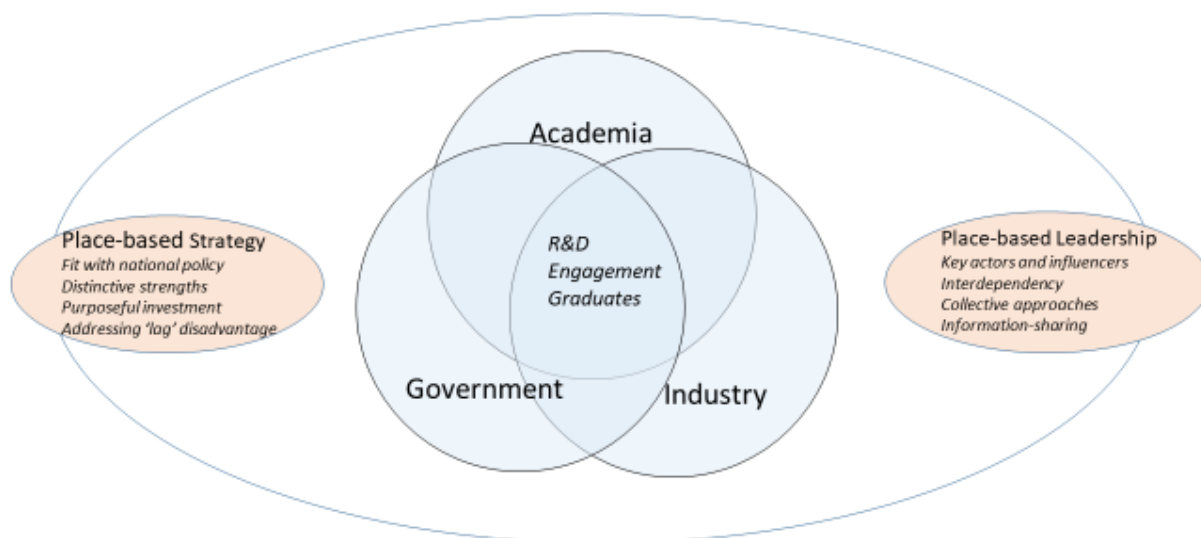 Academia
Place-based Strategy
Fit with national policy
Distinctive strengths
Purposeful investment
Addressing 'lag' disadvantage
R&D
Engagement
Graduates
Place-based Leadership
Key actors and influencers
Interdependency
Collective approaches
Information-sharing
Government
Industry